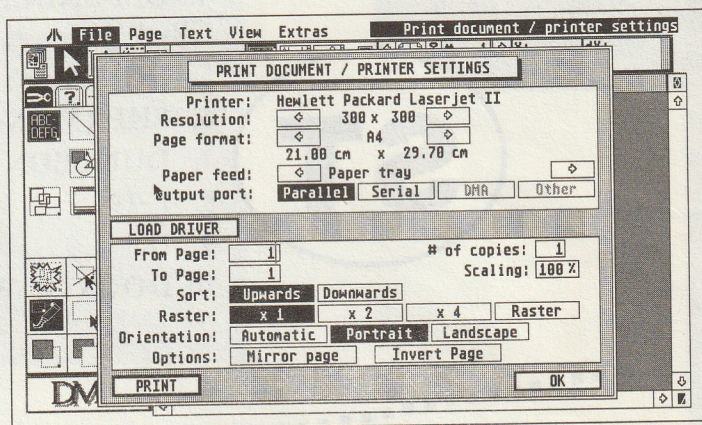 File Page Text View Extras Print document / printer settings
PRINT DOCUMENT / PRINTER SETTINGS
Printer: Hewlett Packard Laserjet II
Resolution: 300 x 300
Page format: A4
21.00 cm x 29.70 cm
Paper feed: Paper tray
Output port: Parallel Serial DMA Other
LOAD DRIVER
From Page: 1 # of copies: 1
To Page: 1 Scaling: 100 %
Sort: Upwards Downwards
Raster: x 1 x 2 x 4 Raster
Orientation: Automatic Portrait Landscape
Options: Mirror page Invert Page
PRINT OK
ABC-
DEFG
DM